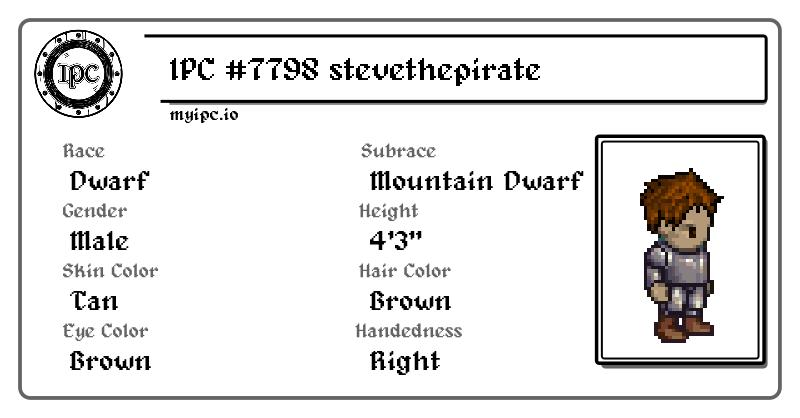 IPC
IPC #7798 stevethepirate
myipc.io
Race
Dwarf
Subrace
Mountain Dwarf
Gender
Male
Height
4'3"
Skin Color
Tan
Hair Color
Brown
Eye Color
Brown
Handedness
Right